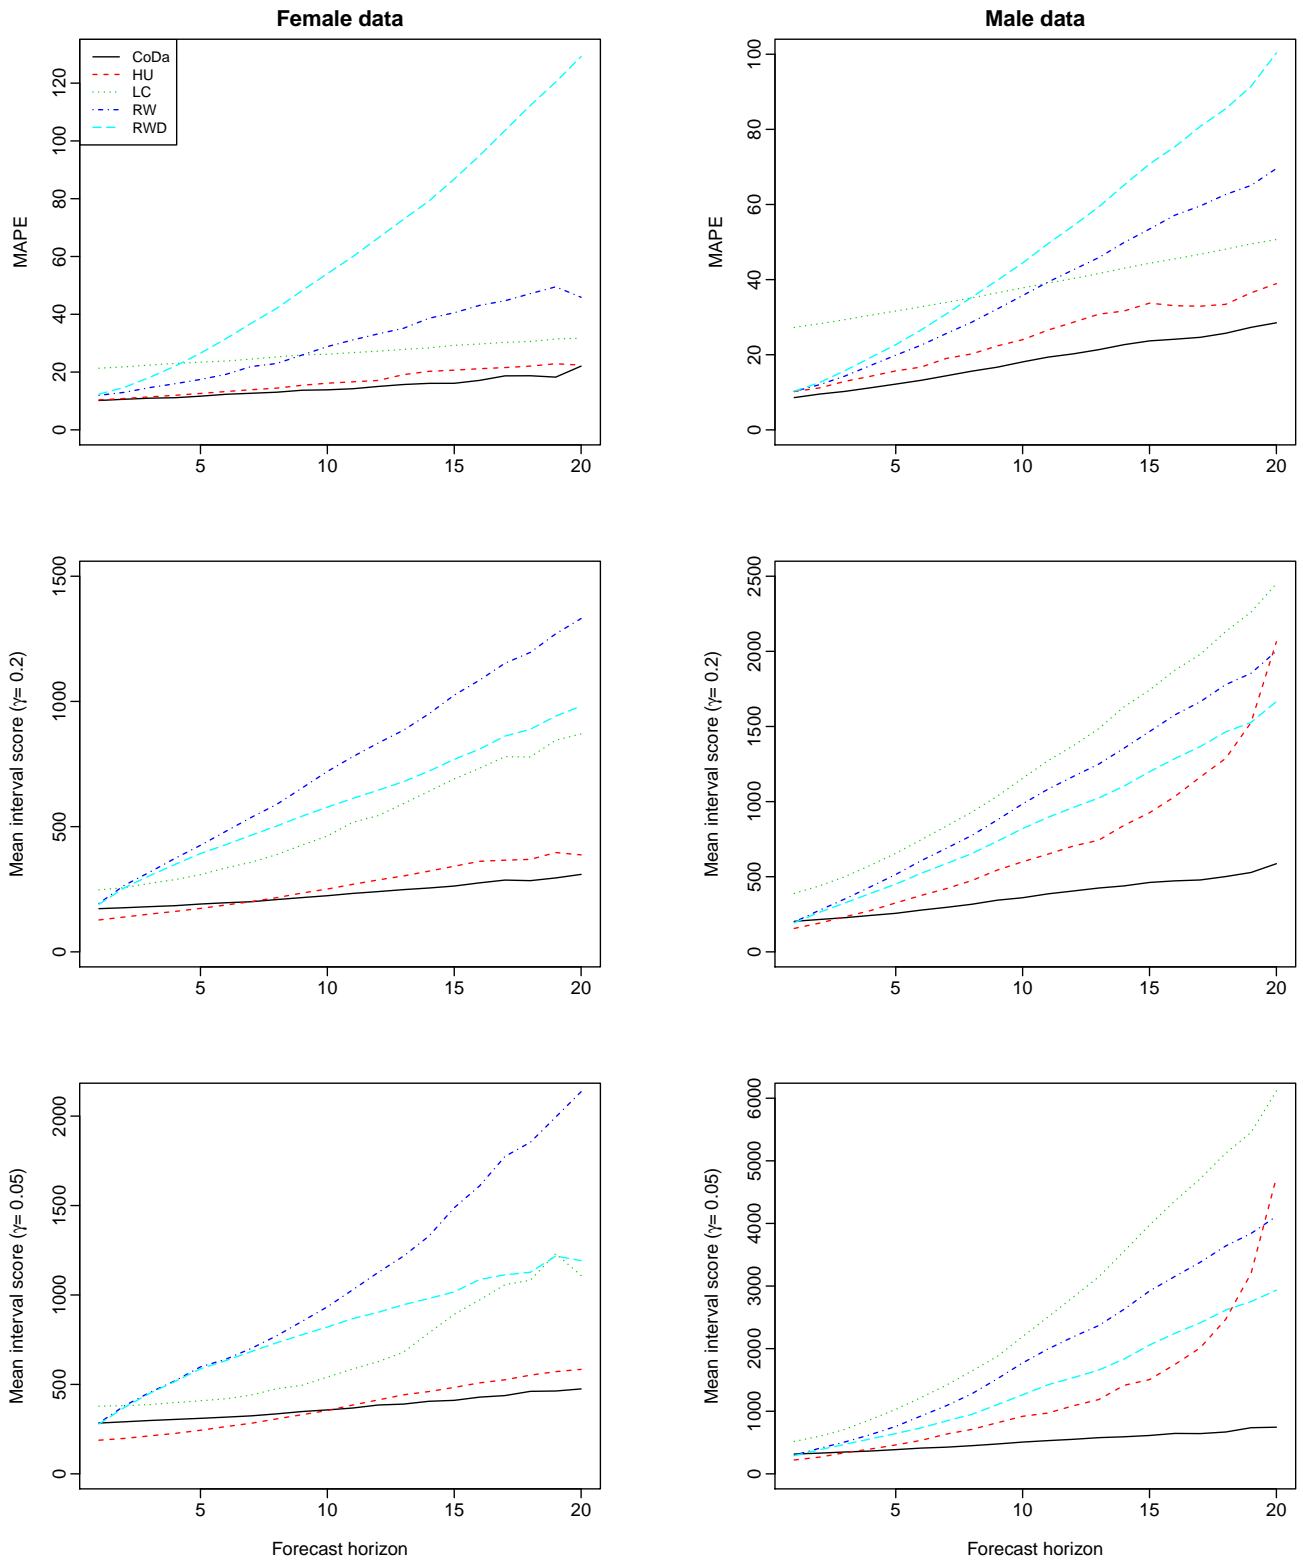 Female data
CoDa
HU
LC
RW
RWD
MAPE
0 20 40 60 80 100 120
5 10 15 20
Male data
MAPE
0 20 40 60 80 100
5 10 15 20
Mean interval score (γ= 0.2)
0 500 1000 1500
5 10 15 20
Mean interval score (γ= 0.2)
0 500 1000 1500 2000 2500
5 10 15 20
Mean interval score (γ= 0.05)
0 500 1000 1500 2000
5 10 15 20
Forecast horizon
Mean interval score (γ= 0.05)
0 1000 2000 3000 4000 5000 6000
5 10 15 20
Forecast horizon